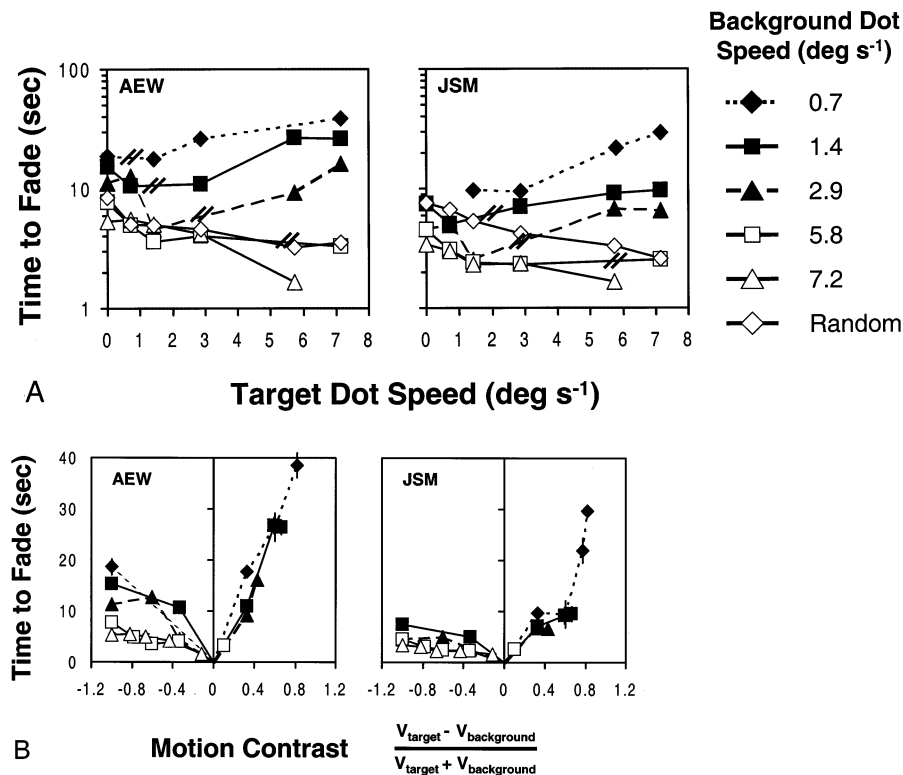 Background Dot
Speed (deg s⁻¹)
0.7
1.4
2.9
5.8
7.2
Random
Time to Fade (sec)
100
10
1
AEW
0 1 2 3 4 5 6 7 8
JSM
0 1 2 3 4 5 6 7 8
A
Target Dot Speed (deg s⁻¹)
Time to Fade (sec)
40
30
20
10
0
AEW
-1.2 -0.8 -0.4 0 0.4 0.8 1.2
JSM
-1.2 -0.8 -0.4 0 0.4 0.8 1.2
B
Motion Contrast
Vtarget - Vbackground
Vtarget + Vbackground